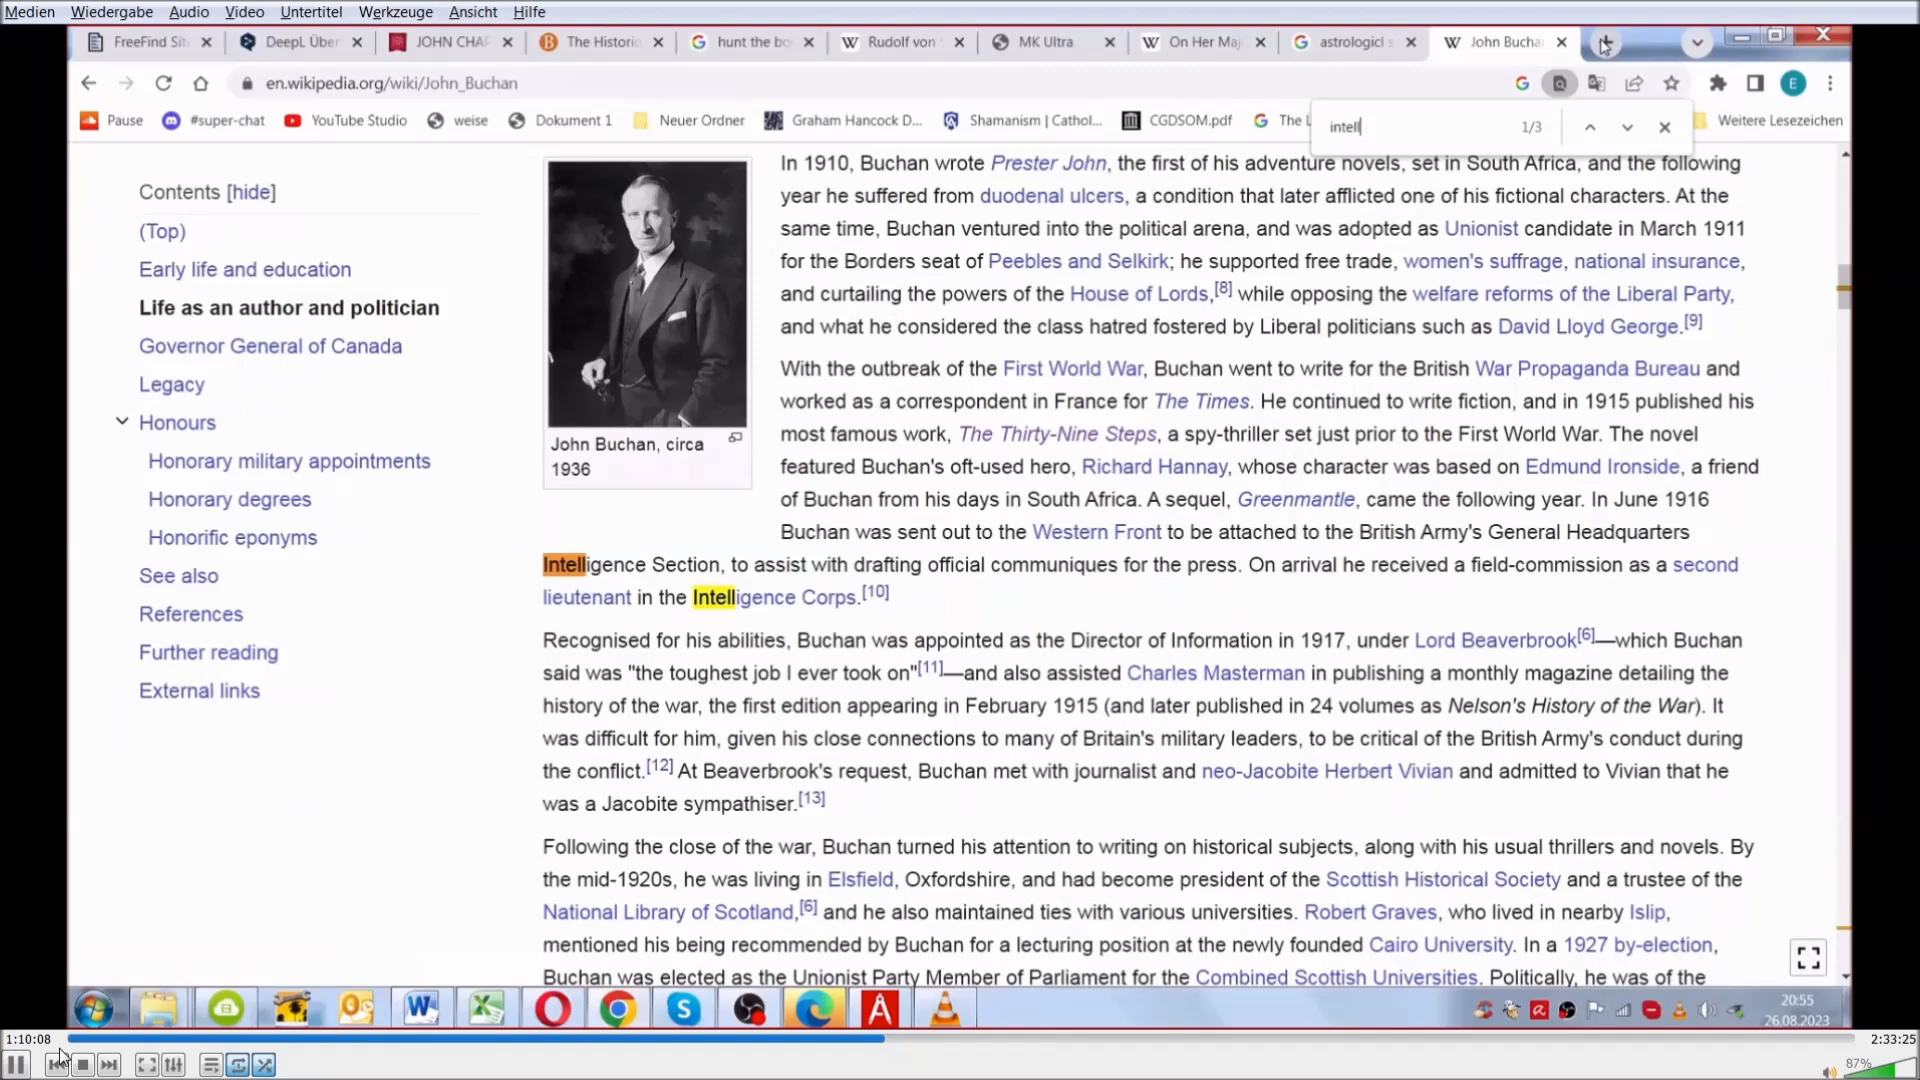 Medien Wiedergabe Audio Video Untertitel Werkzeuge Ansicht Hilfe
FreeFind Sit DeepL Über JOHN CHAF The Historic hunt the bo Rudolf von MK Ultra On Her Maj astrologicl s John Bucha
en.wikipedia.org/wiki/John_Buchan
Pause #super-chat YouTube Studio weise Dokument 1 Neuer Ordner Graham Hancock D... Shamanism | Cathol... CGDSOM.pdf The L Weitere Lesezeichen
intell 1/3
Contents [hide]
(Top)
Early life and education
Life as an author and politician
Governor General of Canada
Legacy
Honours
Honorary military appointments
Honorary degrees
Honorific eponyms
See also
References
Further reading
External links
John Buchan, circa
1936
In 1910, Buchan wrote Prester John, the first of his adventure novels, set in South Africa, and the following
year he suffered from duodenal ulcers, a condition that later afflicted one of his fictional characters. At the
same time, Buchan ventured into the political arena, and was adopted as Unionist candidate in March 1911
for the Borders seat of Peebles and Selkirk; he supported free trade, women's suffrage, national insurance,
and curtailing the powers of the House of Lords,[8] while opposing the welfare reforms of the Liberal Party,
and what he considered the class hatred fostered by Liberal politicians such as David Lloyd George.[9]
With the outbreak of the First World War, Buchan went to write for the British War Propaganda Bureau and
worked as a correspondent in France for The Times. He continued to write fiction, and in 1915 published his
most famous work, The Thirty-Nine Steps, a spy-thriller set just prior to the First World War. The novel
featured Buchan's oft-used hero, Richard Hannay, whose character was based on Edmund Ironside, a friend
of Buchan from his days in South Africa. A sequel, Greenmantle, came the following year. In June 1916
Buchan was sent out to the Western Front to be attached to the British Army's General Headquarters
Intelligence Section, to assist with drafting official communiques for the press. On arrival he received a field-commission as a second
lieutenant in the Intelligence Corps.[10]
Recognised for his abilities, Buchan was appointed as the Director of Information in 1917, under Lord Beaverbrook[6]—which Buchan
said was "the toughest job I ever took on"[11]—and also assisted Charles Masterman in publishing a monthly magazine detailing the
history of the war, the first edition appearing in February 1915 (and later published in 24 volumes as Nelson's History of the War). It
was difficult for him, given his close connections to many of Britain's military leaders, to be critical of the British Army's conduct during
the conflict.[12] At Beaverbrook's request, Buchan met with journalist and neo-Jacobite Herbert Vivian and admitted to Vivian that he
was a Jacobite sympathiser.[13]
Following the close of the war, Buchan turned his attention to writing on historical subjects, along with his usual thrillers and novels. By
the mid-1920s, he was living in Elsfield, Oxfordshire, and had become president of the Scottish Historical Society and a trustee of the
National Library of Scotland,[6] and he also maintained ties with various universities. Robert Graves, who lived in nearby Islip,
mentioned his being recommended by Buchan for a lecturing position at the newly founded Cairo University. In a 1927 by-election,
Buchan was elected as the Unionist Party Member of Parliament for the Combined Scottish Universities. Politically, he was of the
20:55
26.08.2023
1:10:08 2:33:25
87%